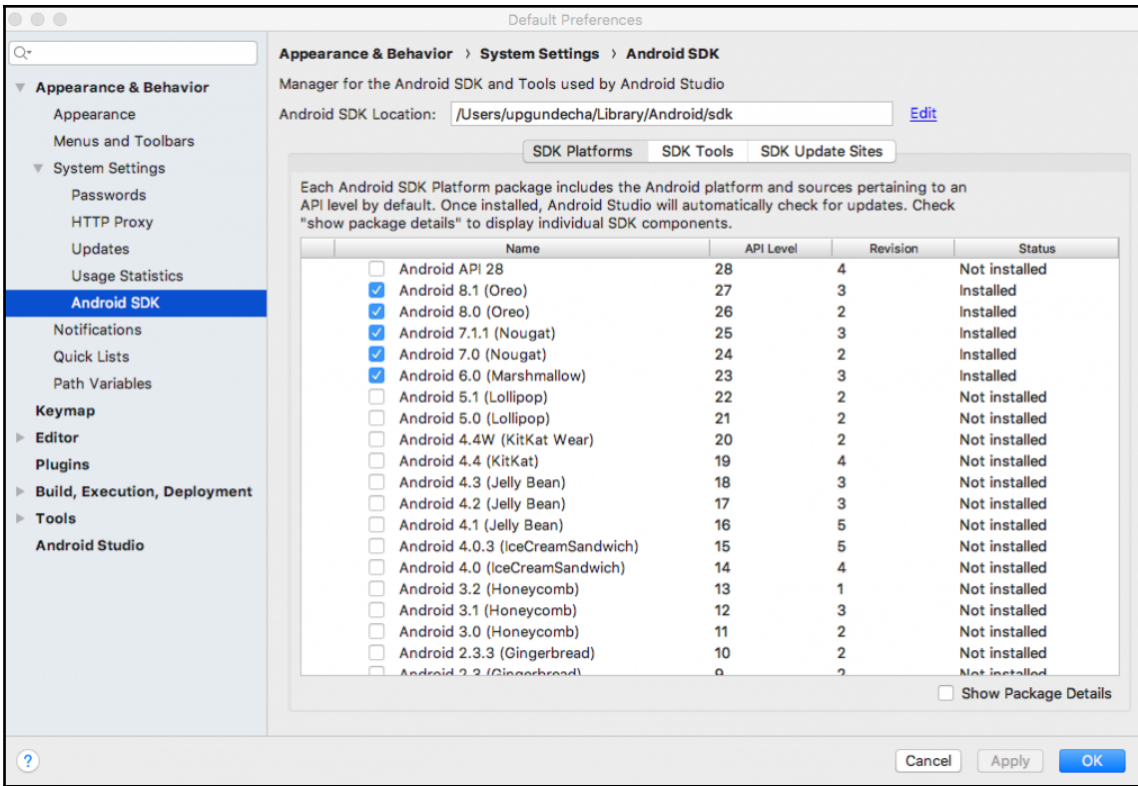 Default Preferences
Appearance & Behavior
Appearance
Menus and Toolbars
System Settings
Passwords
HTTP Proxy
Updates
Usage Statistics
Android SDK
Notifications
Quick Lists
Path Variables
Keymap
Editor
Plugins
Build, Execution, Deployment
Tools
Android Studio
Appearance & Behavior › System Settings › Android SDK
Manager for the Android SDK and Tools used by Android Studio
Android SDK Location: /Users/upgundecha/Library/Android/sdk Edit
SDK Platforms SDK Tools SDK Update Sites
Each Android SDK Platform package includes the Android platform and sources pertaining to an
API level by default. Once installed, Android Studio will automatically check for updates. Check
"show package details" to display individual SDK components.
Name API Level Revision Status
Android API 28 28 4 Not installed
Android 8.1 (Oreo) 27 3 Installed
Android 8.0 (Oreo) 26 2 Installed
Android 7.1.1 (Nougat) 25 3 Installed
Android 7.0 (Nougat) 24 2 Installed
Android 6.0 (Marshmallow) 23 3 Installed
Android 5.1 (Lollipop) 22 2 Not installed
Android 5.0 (Lollipop) 21 2 Not installed
Android 4.4W (KitKat Wear) 20 2 Not installed
Android 4.4 (KitKat) 19 4 Not installed
Android 4.3 (Jelly Bean) 18 3 Not installed
Android 4.2 (Jelly Bean) 17 3 Not installed
Android 4.1 (Jelly Bean) 16 5 Not installed
Android 4.0.3 (IceCreamSandwich) 15 5 Not installed
Android 4.0 (IceCreamSandwich) 14 4 Not installed
Android 3.2 (Honeycomb) 13 1 Not installed
Android 3.1 (Honeycomb) 12 3 Not installed
Android 3.0 (Honeycomb) 11 2 Not installed
Android 2.3.3 (Gingerbread) 10 2 Not installed
Android 2.3 (Gingerbread) 9 2 Not installed
Show Package Details
? Cancel Apply OK